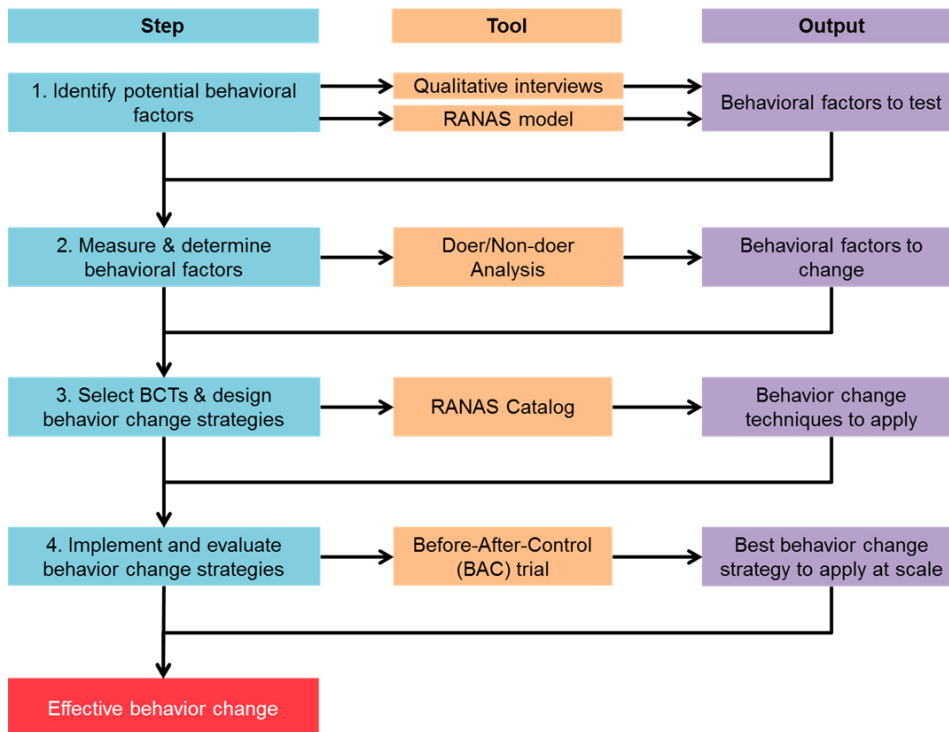 Step
Tool
Output
1. Identify potential behavioral
factors
Qualitative interviews
RANAS model
Behavioral factors to test
2. Measure & determine
behavioral factors
Doer/Non-doer
Analysis
Behavioral factors to
change
3. Select BCTs & design
behavior change strategies
RANAS Catalog
Behavior change
techniques to apply
4. Implement and evaluate
behavior change strategies
Before-After-Control
(BAC) trial
Best behavior change
strategy to apply at scale
Effective behavior change